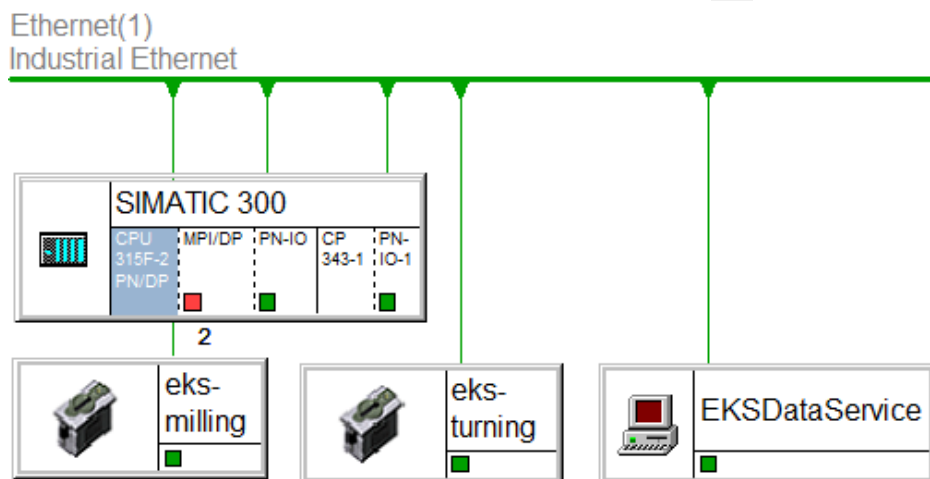 Ethernet(1)
Industrial Ethernet
SIMATIC 300
CPU
315F-2
PN/DP
MPI/DP
PN-IO
CP
343-1
PN-
IO-1
2
eks-
milling
eks-
turning
EKSDataService